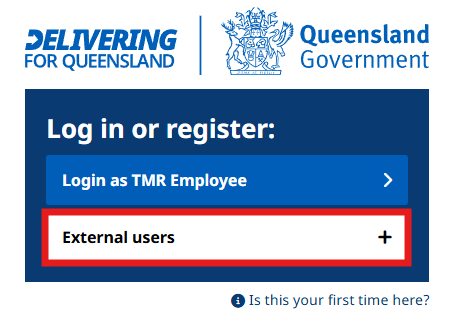 DELIVERING
FOR QUEENSLAND
Queensland
Government
Log in or register:
Login as TMR Employee
External users
Is this your first time here?